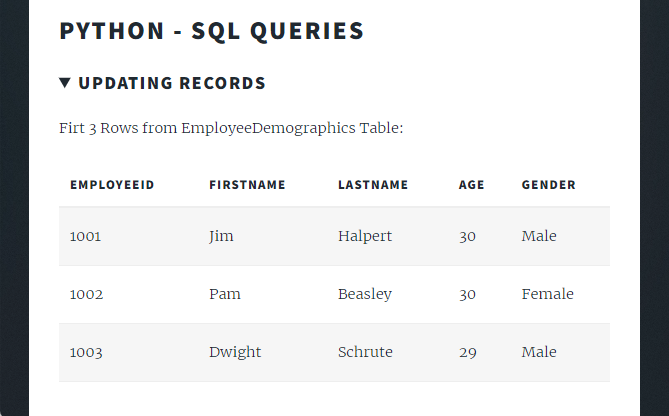 PYTHON - SQL QUERIES
▼ UPDATING RECORDS
Firt 3 Rows from EmployeeDemographics Table:
EMPLOYEEID FIRSTNAME LASTNAME AGE GENDER
1001 Jim Halpert 30 Male
1002 Pam Beasley 30 Female
1003 Dwight Schrute 29 Male